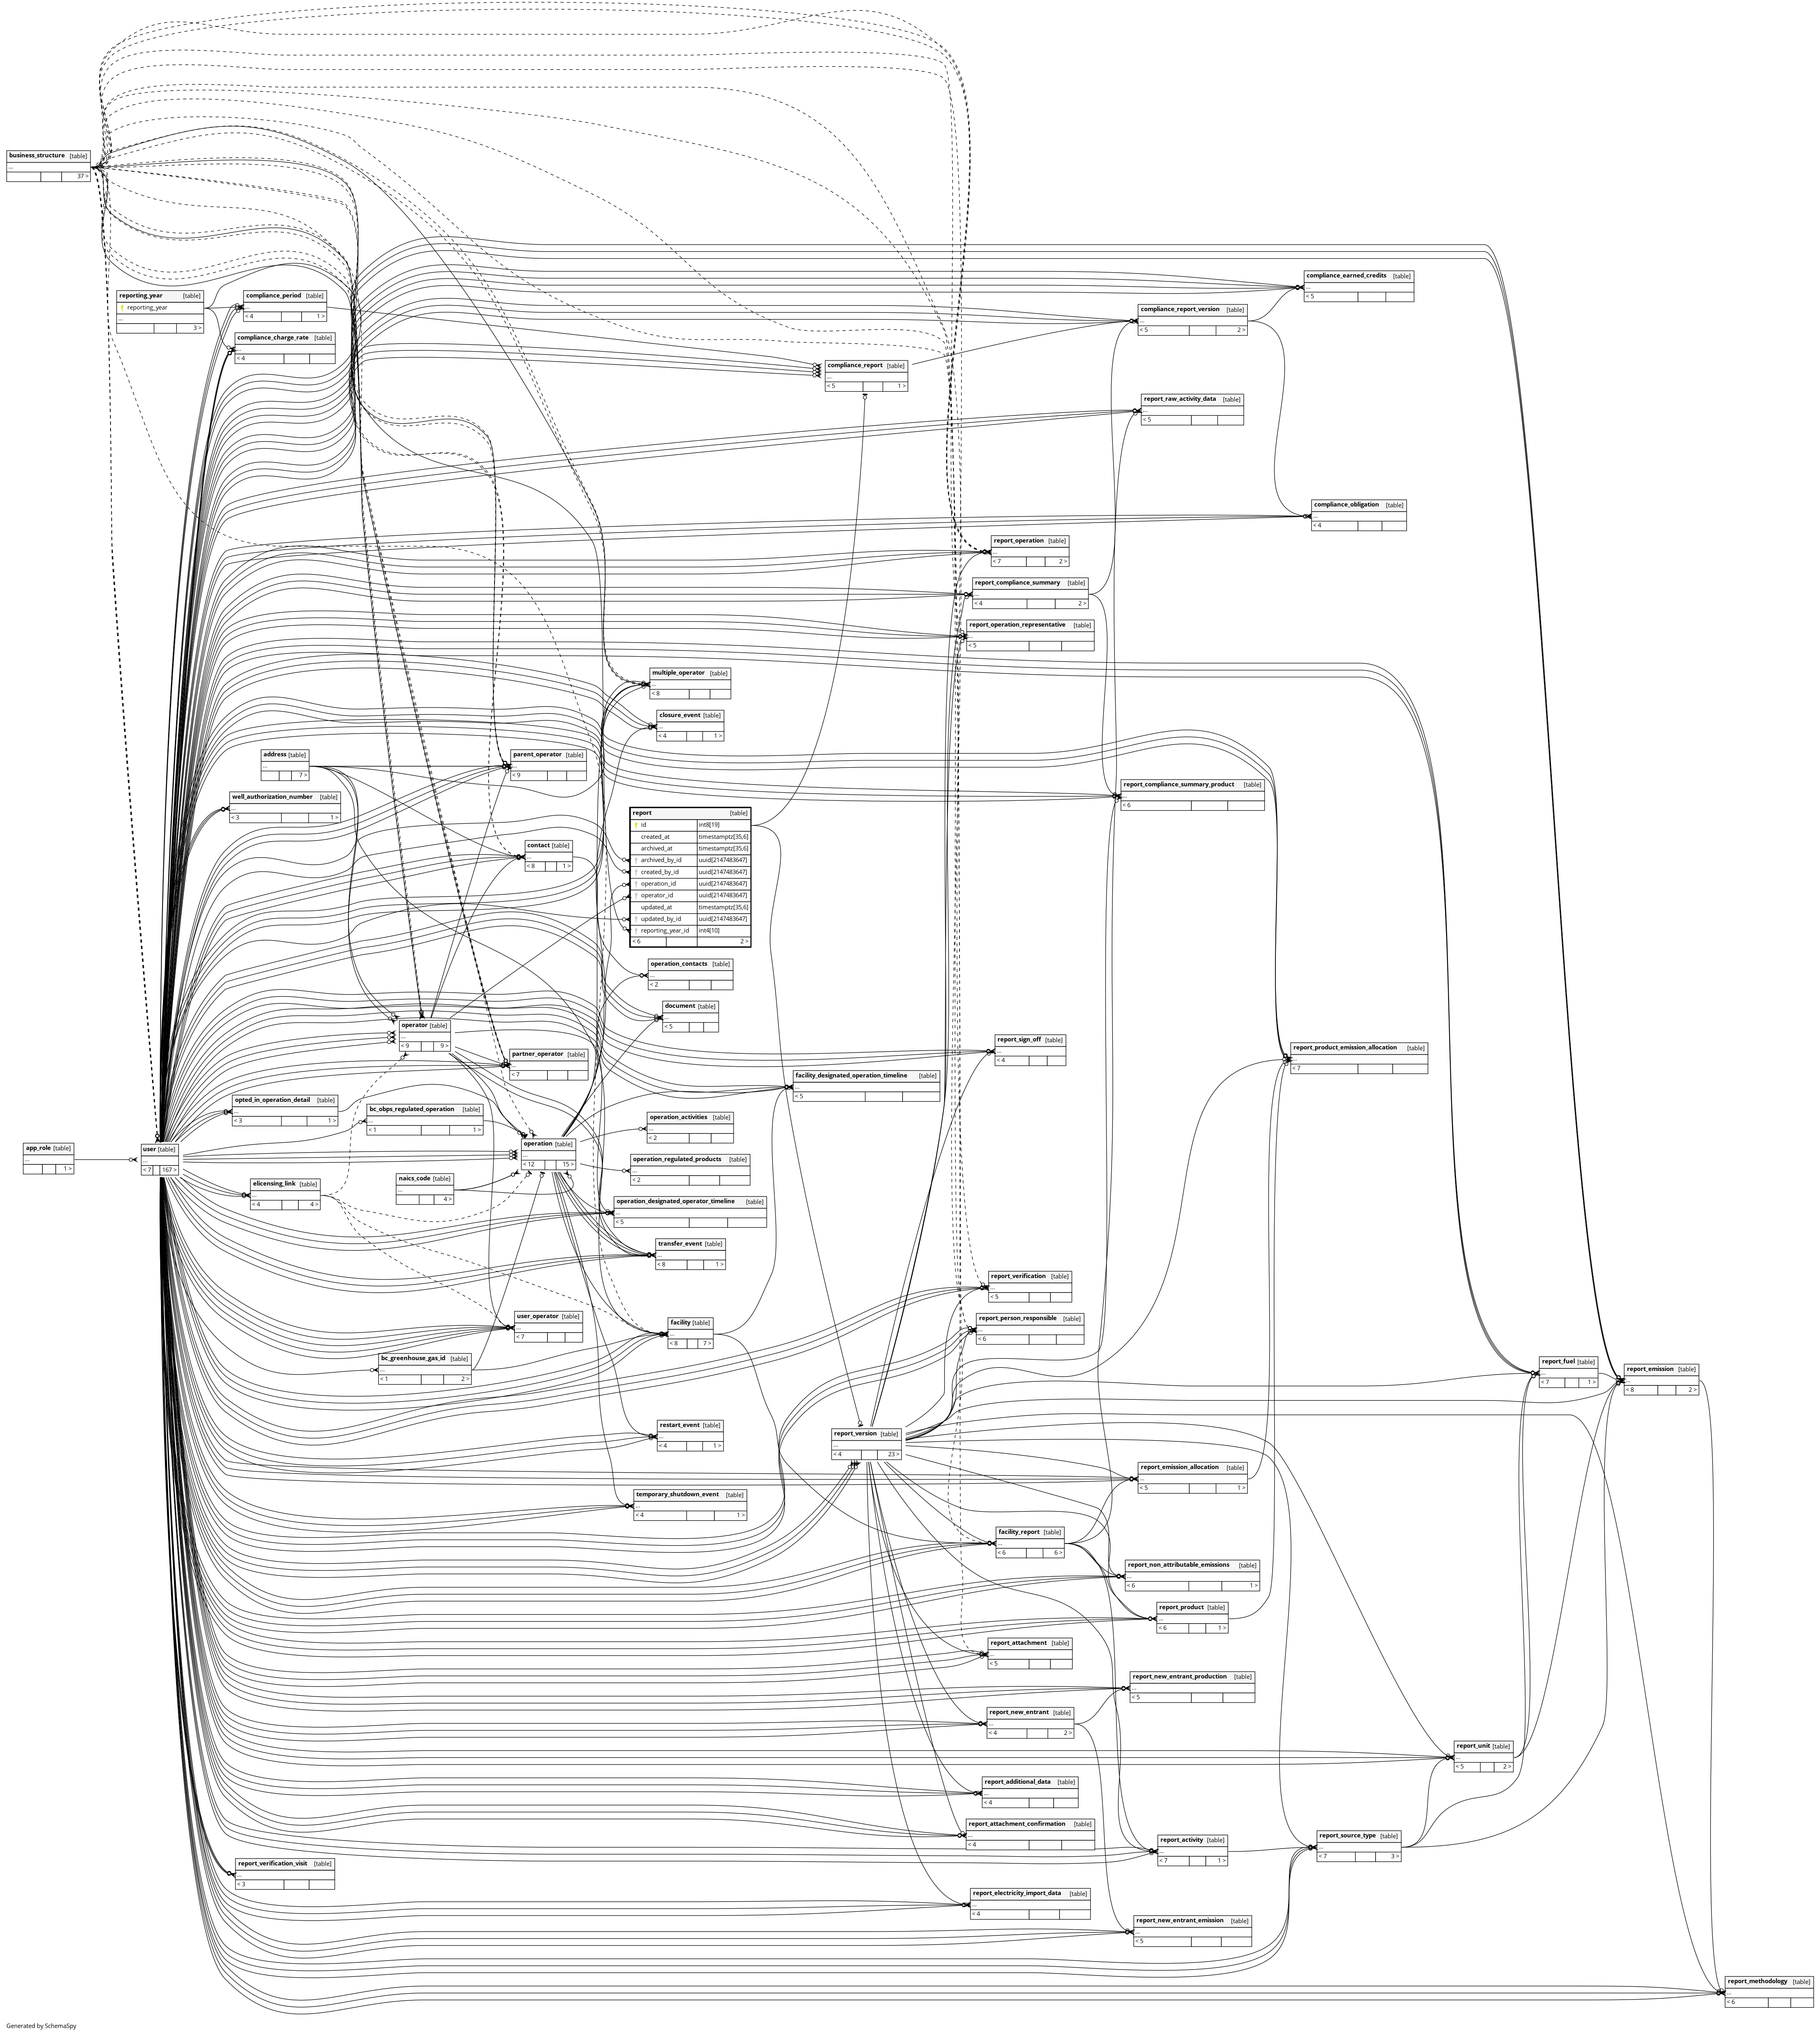 business_structure [table]
...
37 >
reporting_year [table]
reporting_year
...
3 >
compliance_period [table]
...
< 4 1 >
compliance_charge_rate [table]
...
< 4
compliance_earned_credits [table]
...
< 5
compliance_report_version [table]
...
< 5 2 >
compliance_report [table]
...
< 5 1 >
report_raw_activity_data [table]
...
< 5
compliance_obligation [table]
...
< 4
report_operation [table]
...
< 7 2 >
report_compliance_summary [table]
...
< 4 2 >
report_operation_representative [table]
...
< 5
multiple_operator [table]
...
< 8
closure_event [table]
...
< 4 1 >
address [table]
...
7 >
parent_operator [table]
...
< 9
well_authorization_number [table]
...
< 3 1 >
report_compliance_summary_product [table]
...
< 6
report [table]
id int8[19]
created_at timestamptz[35,6]
archived_at timestamptz[35,6]
archived_by_id uuid[2147483647]
created_by_id uuid[2147483647]
operation_id uuid[2147483647]
operator_id uuid[2147483647]
updated_at timestamptz[35,6]
updated_by_id uuid[2147483647]
reporting_year_id int4[10]
< 6 2 >
contact [table]
...
< 8 1 >
operation_contacts [table]
...
< 2
document [table]
...
< 5
operator [table]
...
< 9 9 >
report_sign_off [table]
...
< 4
report_product_emission_allocation [table]
...
< 7
partner_operator [table]
...
< 7
facility_designated_operation_timeline [table]
...
< 5
opted_in_operation_detail [table]
...
< 3 1 >
bc_obps_regulated_operation [table]
...
< 1 1 >
operation_activities [table]
...
< 2
app_role [table]
...
1 >
user [table]
...
< 7 167 >
operation [table]
...
< 12 15 >
operation_regulated_products [table]
...
< 2
elicensing_link [table]
...
< 4 4 >
naics_code [table]
...
4 >
operation_designated_operator_timeline [table]
...
< 5
transfer_event [table]
...
< 8 1 >
report_verification [table]
...
< 5
user_operator [table]
...
< 7
facility [table]
...
< 8 7 >
report_person_responsible [table]
...
< 6
bc_greenhouse_gas_id [table]
...
< 1 2 >
report_fuel [table]
...
< 7 1 >
report_emission [table]
...
< 8 2 >
restart_event [table]
...
< 4 1 >
report_version [table]
...
< 4 23 >
report_emission_allocation [table]
...
< 5 1 >
temporary_shutdown_event [table]
...
< 4 1 >
facility_report [table]
...
< 6 6 >
report_non_attributable_emissions [table]
...
< 6 1 >
report_product [table]
...
< 6 1 >
report_attachment [table]
...
< 5
report_new_entrant_production [table]
...
< 5
report_new_entrant [table]
...
< 4 2 >
report_unit [table]
...
< 5 2 >
report_additional_data [table]
...
< 4
report_attachment_confirmation [table]
...
< 4
report_activity [table]
...
< 7 1 >
report_source_type [table]
...
< 7 3 >
report_verification_visit [table]
...
< 3
report_electricity_import_data [table]
...
< 4
report_new_entrant_emission [table]
...
< 5
report_methodology [table]
...
< 6
Generated by SchemaSpy